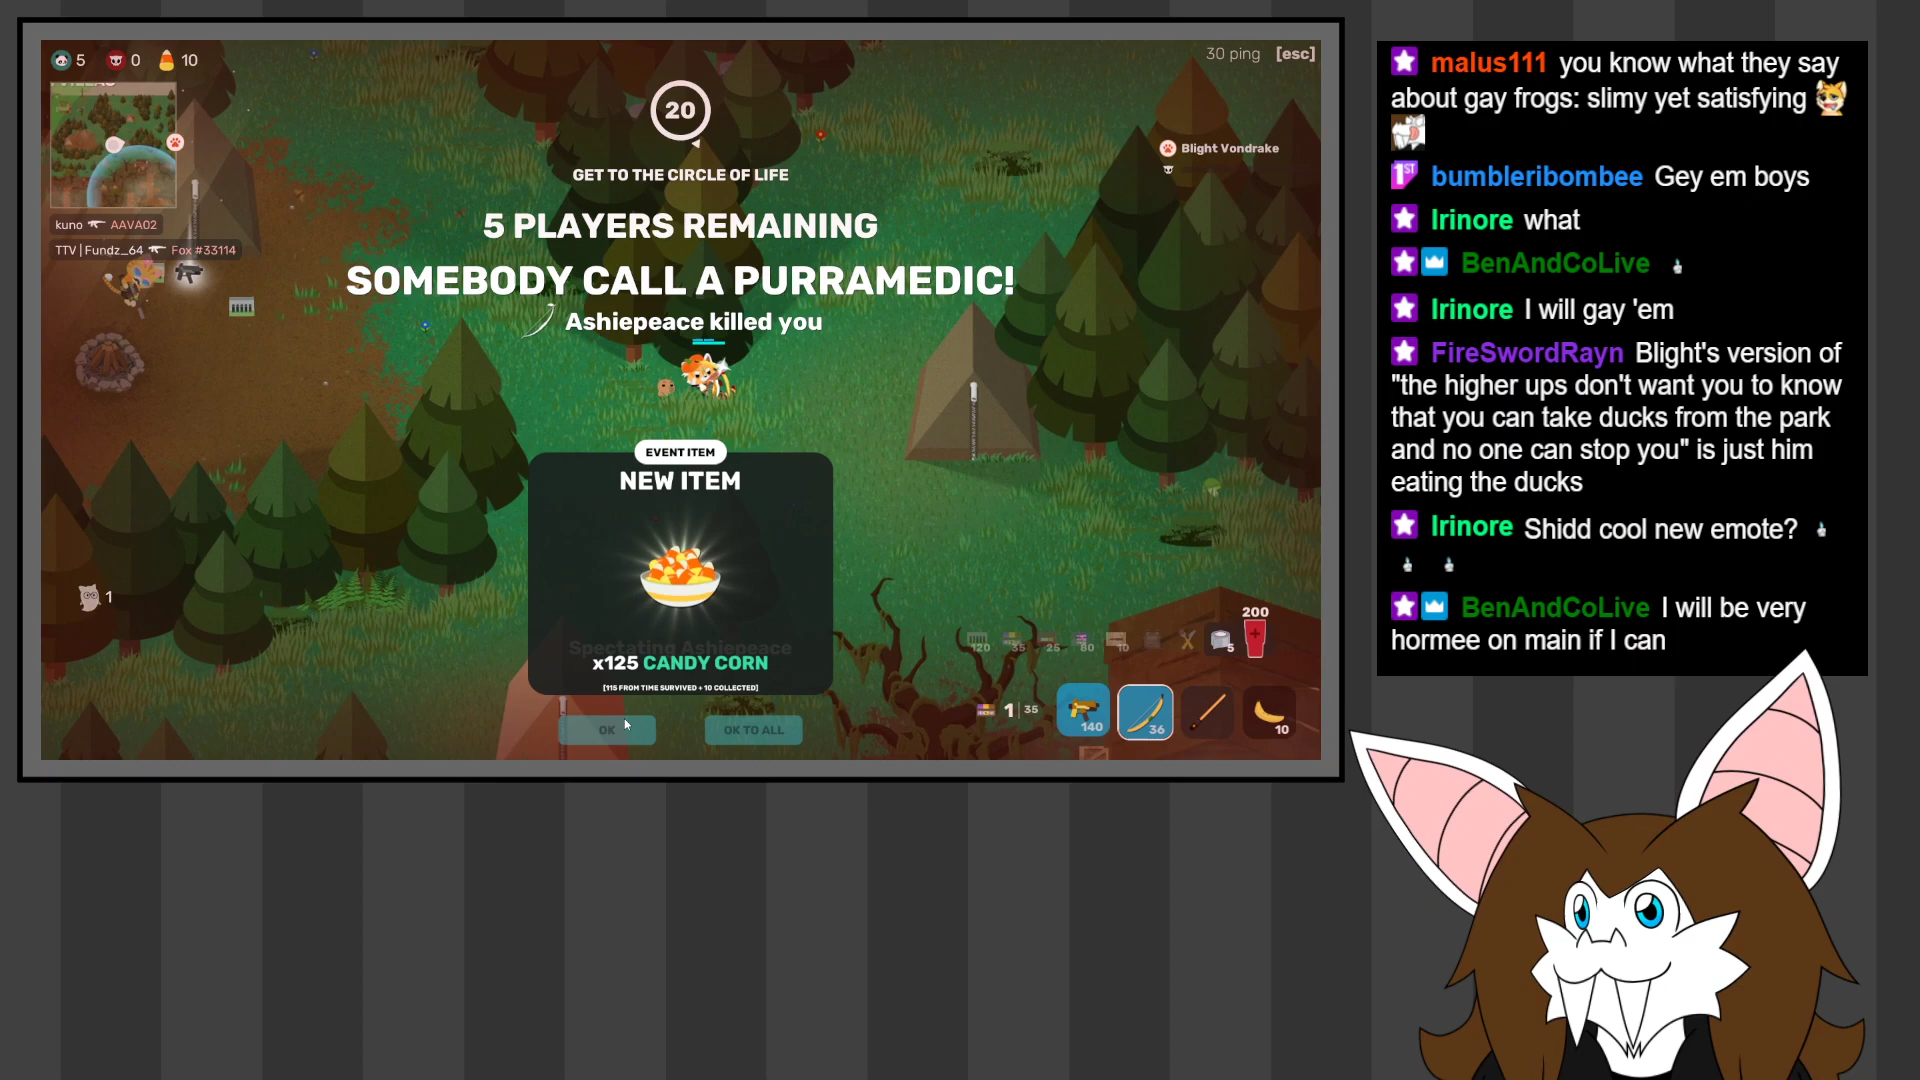 5 0 10
30 ping [esc]
20
GET TO THE CIRCLE OF LIFE
Blight Vondrake
5 PLAYERS REMAINING
kuno AAVA02
TTV | Fundz_64 Fox #33114
SOMEBODY CALL A PURRAMEDIC!
Ashiepeace killed you
EVENT ITEM
NEW ITEM
1
Spectating Ashiepeace
x125 CANDY CORN
[115 FROM TIME SURVIVED + 10 COLLECTED]
OK OK TO ALL
200
120 35 25 80 10 5
1 | 35
140 36 10
malus111 you know what they say
about gay frogs: slimy yet satisfying
1ST bumbleribombee Gey em boys
Irinore what
BenAndCoLive
Irinore I will gay 'em
FireSwordRayn Blight's version of
"the higher ups don't want you to know
that you can take ducks from the park
and no one can stop you" is just him
eating the ducks
Irinore Shidd cool new emote?
BenAndCoLive I will be very
hormee on main if I can